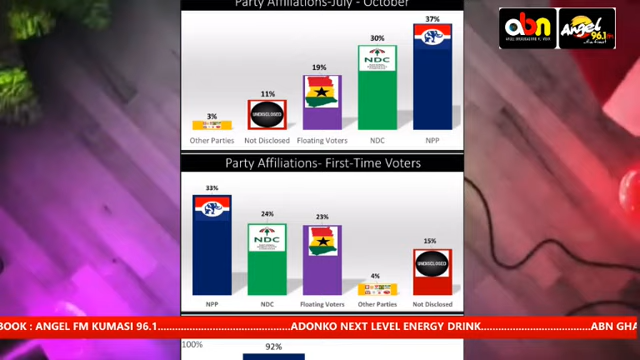 Party Affiliations-July - October
37%
30%
19%
11%
3%
NDC
UNDISCLOSED
Other Parties
Not Disclosed
Floating Voters
NDC
NPP
Party Affiliations- First-Time Voters
33%
24%
23%
15%
4%
NDC
UNDISCLOSED
NPP
NDC
Floating Voters
Other Parties
Not Disclosed
100%
92%
abn
Angel
96.1fm
BOOK : ANGEL FM KUMASI 96.1...............................................ADONKO NEXT LEVEL ENERGY DRINK.......................................ABN GHA